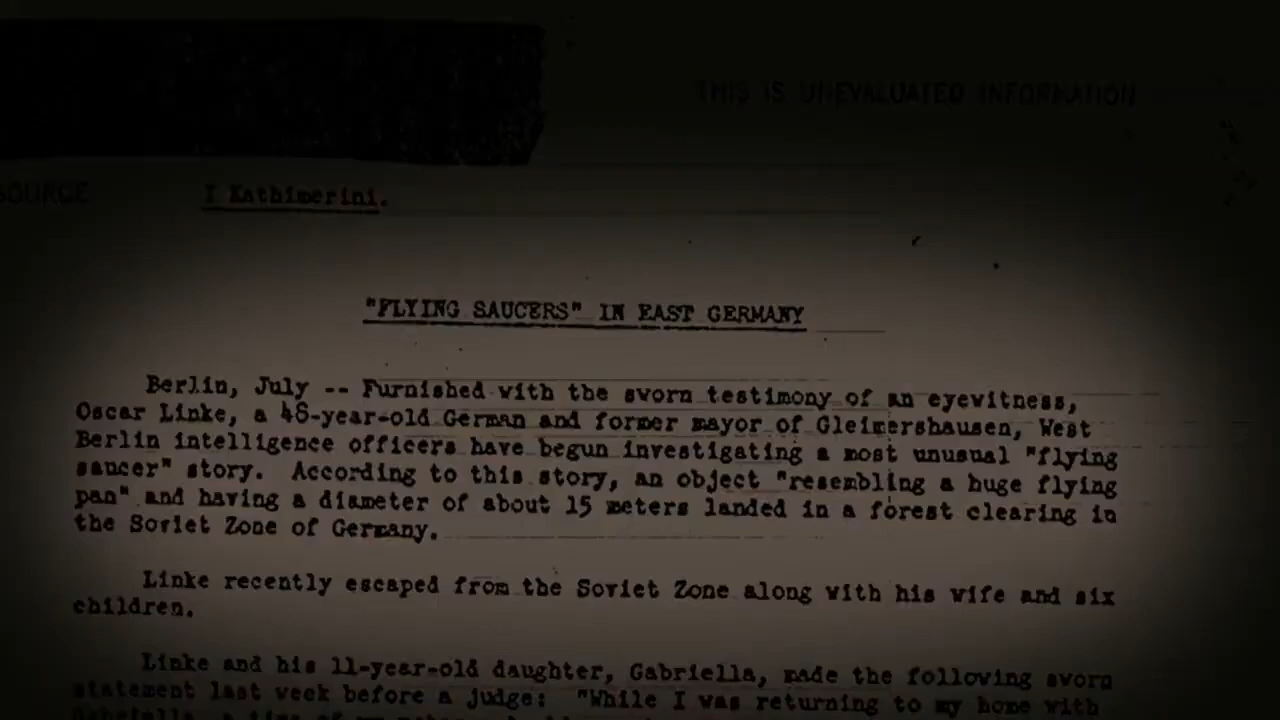 THIS IS UNEVALUATED INFORMATION
SOURCE I Kathimerini.
"FLYING SAUCERS" IN EAST GERMANY
Berlin, July -- Furnished with the sworn testimony of an eyewitness,
Oscar Linke, a 48-year-old German and former mayor of Gleimershausen, West
Berlin intelligence officers have begun investigating a most unusual "flying
saucer" story. According to this story, an object "resembling a huge flying
pan" and having a diameter of about 15 meters landed in a forest clearing in
the Soviet Zone of Germany.
Linke recently escaped from the Soviet Zone along with his wife and six
children.
Linke and his 11-year-old daughter, Gabriella, made the following sworn
statement last week before a judge: "While I was returning to my home with
Gabriella, a